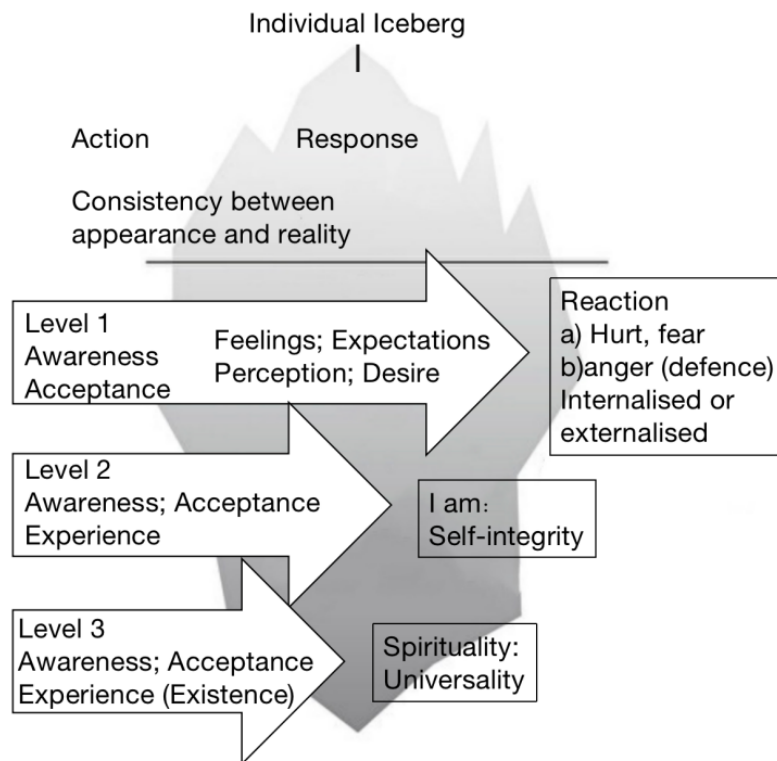 Individual Iceberg
Action Response
Consistency between
appearance and reality
Level 1
Awareness
Acceptance
Feelings; Expectations
Perception; Desire
Reaction
a) Hurt, fear
b)anger (defence)
Internalised or
externalised
Level 2
Awareness; Acceptance
Experience
I am:
Self-integrity
Level 3
Awareness; Acceptance
Experience (Existence)
Spirituality:
Universality